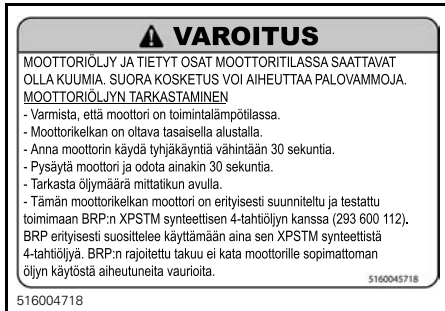 VAROITUS
MOOTTORIÖLJY JA TIETYT OSAT MOOTTORITILASSA SAATTAVAT
OLLA KUUMIA. SUORA KOSKETUS VOI AIHEUTTAA PALOVAMMOJA.
MOOTTORIÖLJYN TARKASTAMINEN
- Varmista, että moottori on toimintalämpötilassa.
- Moottorikelkan on oltava tasaisella alustalla.
- Anna moottorin käydä tyhjäkäyntiä vähintään 30 sekuntia.
- Pysäytä moottori ja odota ainakin 30 sekuntia.
- Tarkasta öljymäärä mittatikun avulla.
- Tämän moottorikelkan moottori on erityisesti suunniteltu ja testattu
toimimaan BRP:n XPSTM synteettisen 4-tahtiöljyn kanssa (293 600 112).
BRP erityisesti suosittelee käyttämään aina sen XPSTM synteettistä
4-tahtiöljyä. BRP:n rajoitettu takuu ei kata moottorille sopimattoman
öljyn käytöstä aiheutuneita vaurioita.
5160045718
516004718